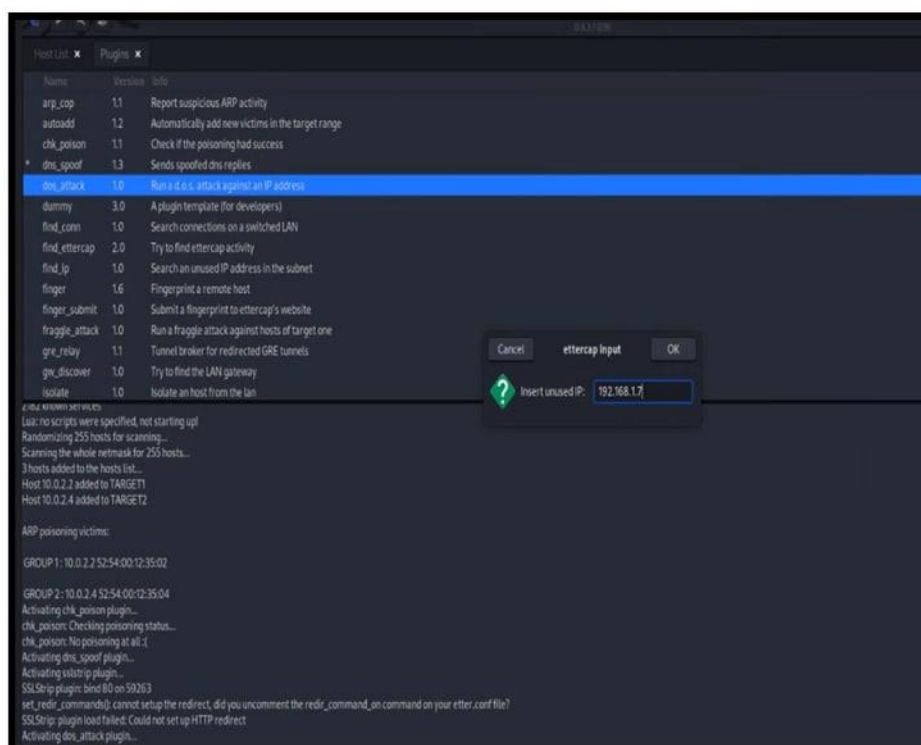 Host List x Plugins x
Name Version Info
arp_cop 1.1 Report suspicious ARP activity
autoadd 1.2 Automatically add new victims in the target range
chk_poison 1.1 Check if the poisoning had success
* dns_spoof 1.3 Sends spoofed dns replies
dos_attack 1.0 Run a d.o.s. attack against an IP address
dummy 3.0 A plugin template (for developers)
find_conn 1.0 Search connections on a switched LAN
find_ettercap 2.0 Try to find ettercap activity
find_ip 1.0 Search an unused IP address in the subnet
finger 1.6 Fingerprint a remote host
finger_submit 1.0 Submit a fingerprint to ettercap's website
fraggle_attack 1.0 Run a fraggle attack against hosts of target one
gre_relay 1.1 Tunnel broker for redirected GRE tunnels
gw_discover 1.0 Try to find the LAN gateway
isolate 1.0 Isolate an host from the lan
Cancel ettercap Input OK
? Insert unused IP: 192.168.1.7
2182 known services
Lua: no scripts were specified, not starting up!
Randomizing 255 hosts for scanning...
Scanning the whole netmask for 255 hosts...
3 hosts added to the hosts list...
Host 10.0.2.2 added to TARGET1
Host 10.0.2.4 added to TARGET2
ARP poisoning victims:
GROUP 1 : 10.0.2.2 52:54:00:12:35:02
GROUP 2 : 10.0.2.4 52:54:00:12:35:04
Activating chk_poison plugin...
chk_poison: Checking poisoning status...
chk_poison: No poisoning at all :(
Activating dns_spoof plugin...
Activating sslstrip plugin...
SSLStrip plugin: bind 80 on 59263
set_redir_commands(): cannot setup the redirect, did you uncomment the redir_command_on command on your etter.conf file?
SSLStrip: plugin load failed: Could not set up HTTP redirect
Activating dos_attack plugin...